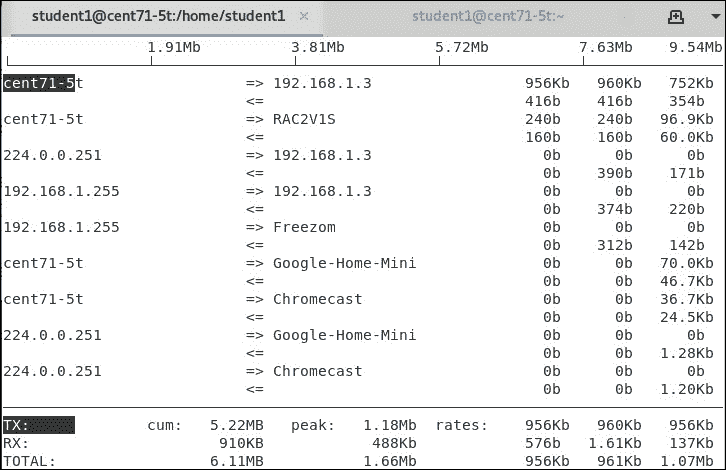 student1@cent71-5t:/home/student1 × student1@cent71-5t:~
1.91Mb 3.81Mb 5.72Mb 7.63Mb 9.54Mb
cent71-5t => 192.168.1.3 956Kb 960Kb 752Kb
<= 416b 416b 354b
cent71-5t => RAC2V1S 240b 240b 96.9Kb
<= 160b 160b 60.0Kb
224.0.0.251 => 192.168.1.3 0b 0b 0b
<= 0b 390b 171b
192.168.1.255 => 192.168.1.3 0b 0b 0b
<= 0b 374b 220b
192.168.1.255 => Freezom 0b 0b 0b
<= 0b 312b 142b
cent71-5t => Google-Home-Mini 0b 0b 70.0Kb
<= 0b 0b 46.7Kb
cent71-5t => Chromecast 0b 0b 36.7Kb
<= 0b 0b 24.5Kb
224.0.0.251 => Google-Home-Mini 0b 0b 0b
<= 0b 0b 1.28Kb
224.0.0.251 => Chromecast 0b 0b 0b
<= 0b 0b 1.20Kb
TX: cum: 5.22MB peak: 1.18Mb rates: 956Kb 960Kb 956Kb
RX: 910KB 488Kb 576b 1.61Kb 137Kb
TOTAL: 6.11MB 1.66Mb 956Kb 961Kb 1.07Mb